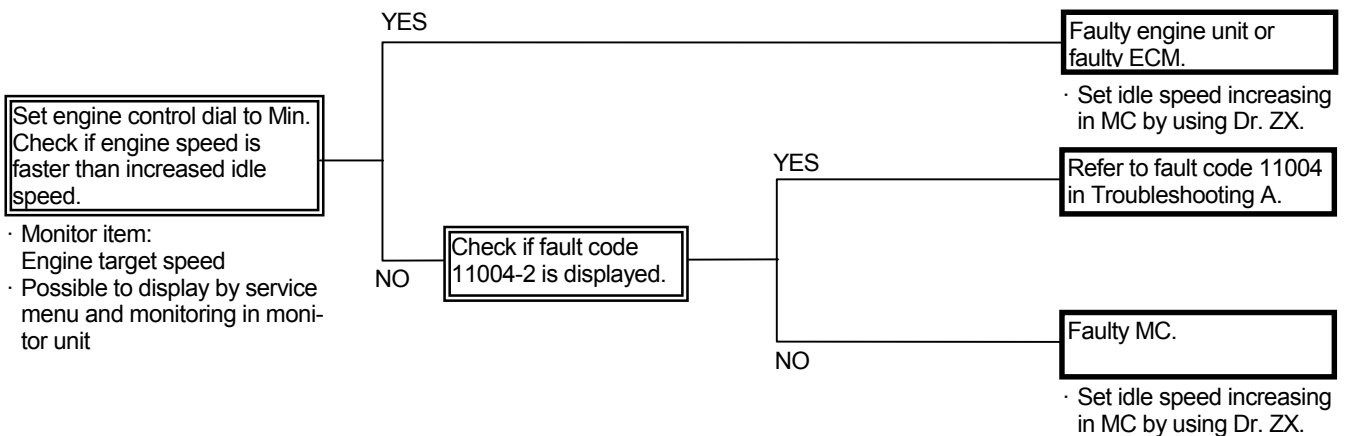 YES
Faulty engine unit or
faulty ECM.
· Set idle speed increasing
in MC by using Dr. ZX.
Set engine control dial to Min.
Check if engine speed is
faster than increased idle
speed.
· Monitor item:
Engine target speed
· Possible to display by service
menu and monitoring in moni-
tor unit
NO
Check if fault code
11004-2 is displayed.
YES
Refer to fault code 11004
in Troubleshooting A.
NO
Faulty MC.
· Set idle speed increasing
in MC by using Dr. ZX.